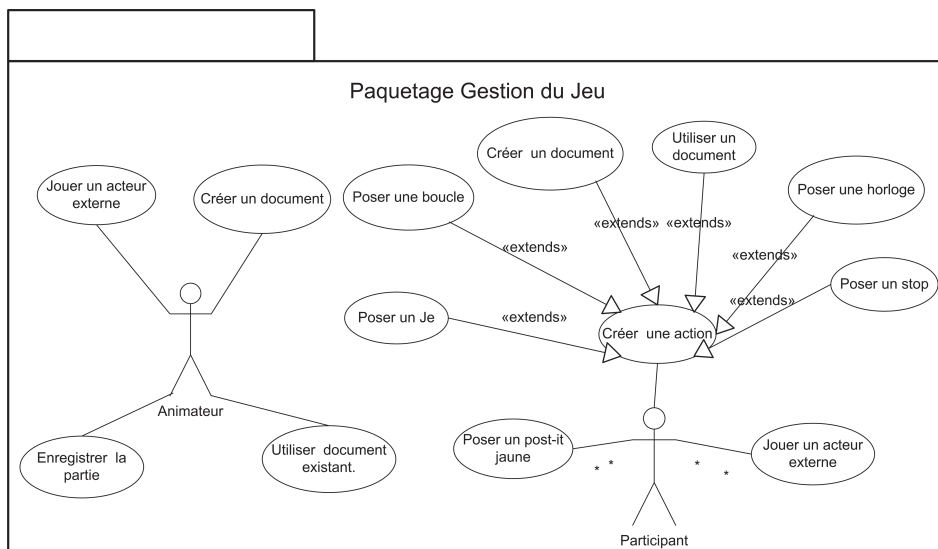 Paquetage Gestion du Jeu
Jouer un acteur
externe
Créer un document
Poser une boucle
Créer un document
Utiliser un
document
Poser une horloge
«extends»
«extends»
«extends»
«extends»
«extends»
«extends»
Poser un stop
Poser un Je
Créer une action
Animateur
Enregistrer la
partie
Utiliser document
existant.
Poser un post-it
jaune
* *
* *
Jouer un acteur
externe
Participant